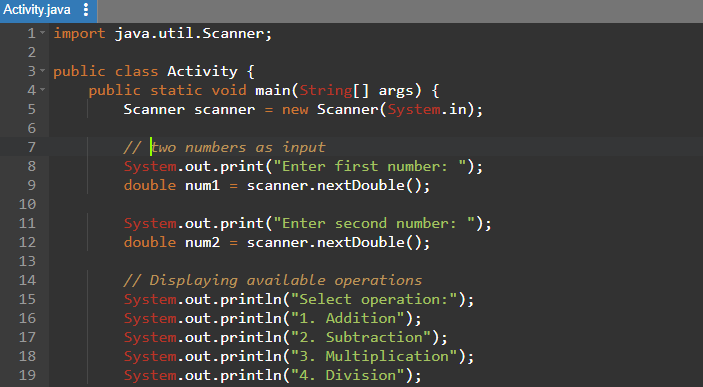 Activity.java
1 import java.util.Scanner;
2
3 public class Activity {
4 public static void main(String[] args) {
5 Scanner scanner = new Scanner(System.in);
6
7 // two numbers as input
8 System.out.print("Enter first number: ");
9 double num1 = scanner.nextDouble();
10
11 System.out.print("Enter second number: ");
12 double num2 = scanner.nextDouble();
13
14 // Displaying available operations
15 System.out.println("Select operation:");
16 System.out.println("1. Addition");
17 System.out.println("2. Subtraction");
18 System.out.println("3. Multiplication");
19 System.out.println("4. Division");